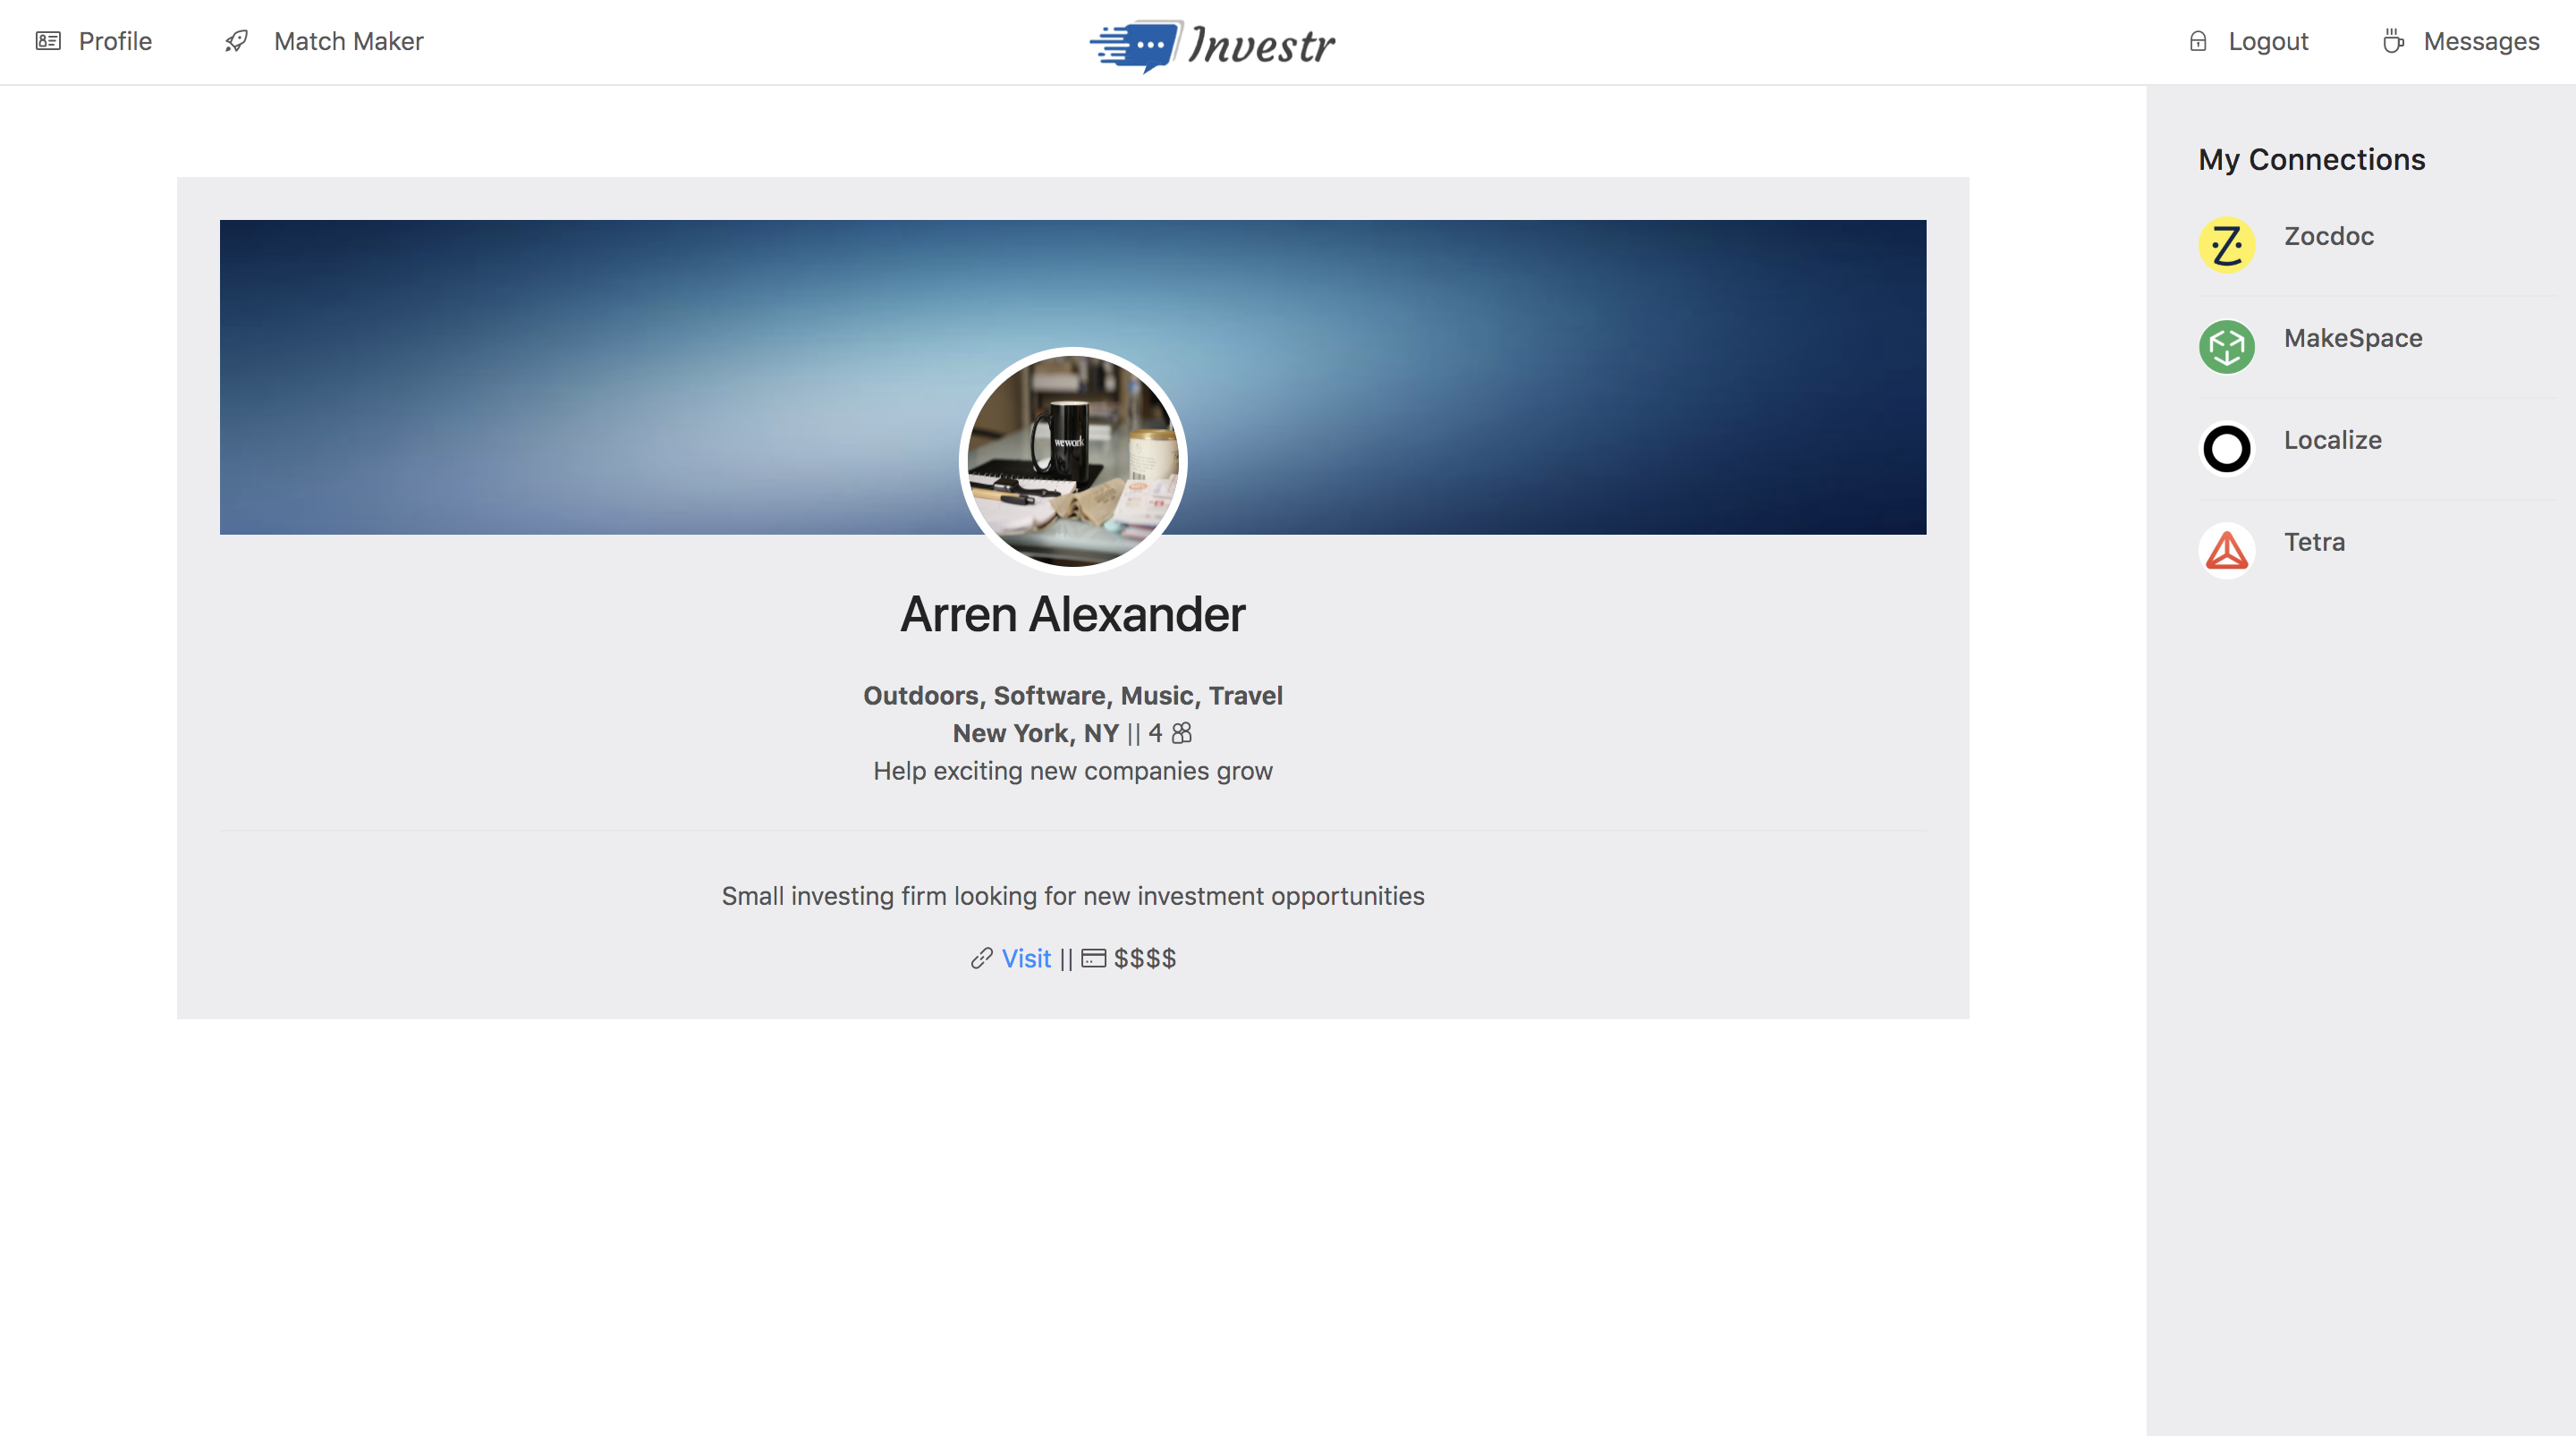 Profile
Match Maker
Investr
Logout
Messages
My Connections
Zocdoc
MakeSpace
Localize
Tetra
wework
Arren Alexander
Outdoors, Software, Music, Travel
New York, NY || 4
Help exciting new companies grow
Small investing firm looking for new investment opportunities
Visit || $$$$